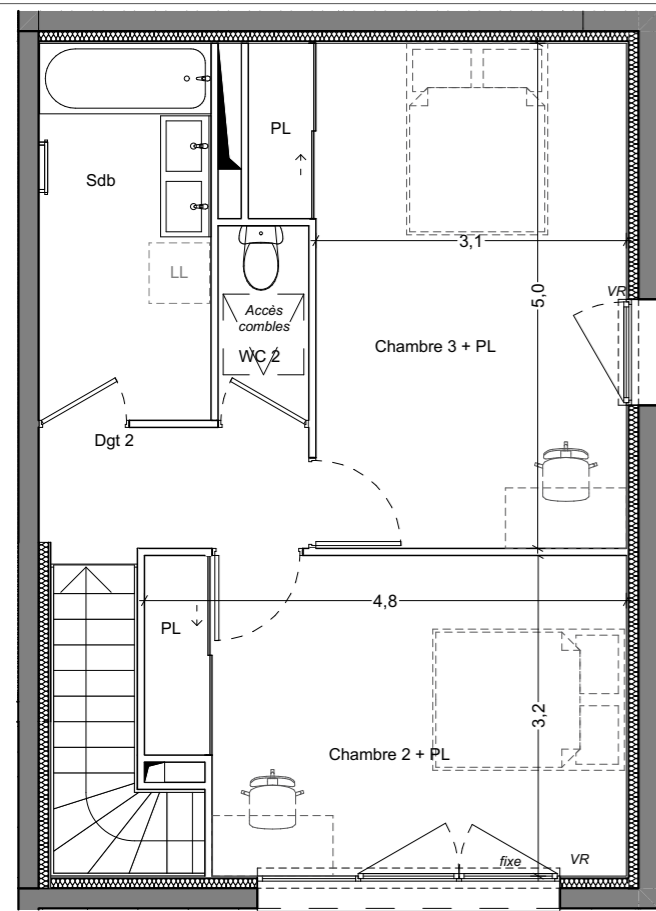 PL
Sdb
LL
3,1
5,0
VR
Accès
combles
WC 2
Chambre 3 + PL
Dgt 2
4,8
PL
3,2
Chambre 2 + PL
fixe
VR